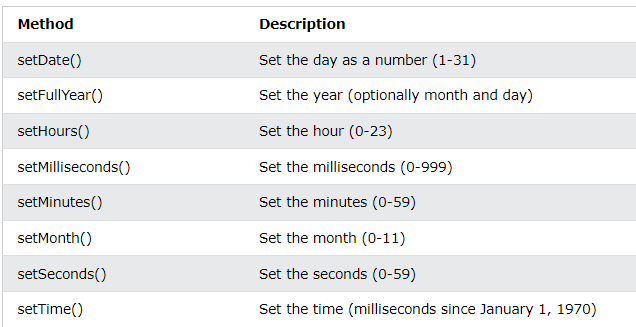 Method Description
setDate() Set the day as a number (1-31)
setFullYear() Set the year (optionally month and day)
setHours() Set the hour (0-23)
setMilliseconds() Set the milliseconds (0-999)
setMinutes() Set the minutes (0-59)
setMonth() Set the month (0-11)
setSeconds() Set the seconds (0-59)
setTime() Set the time (milliseconds since January 1, 1970)